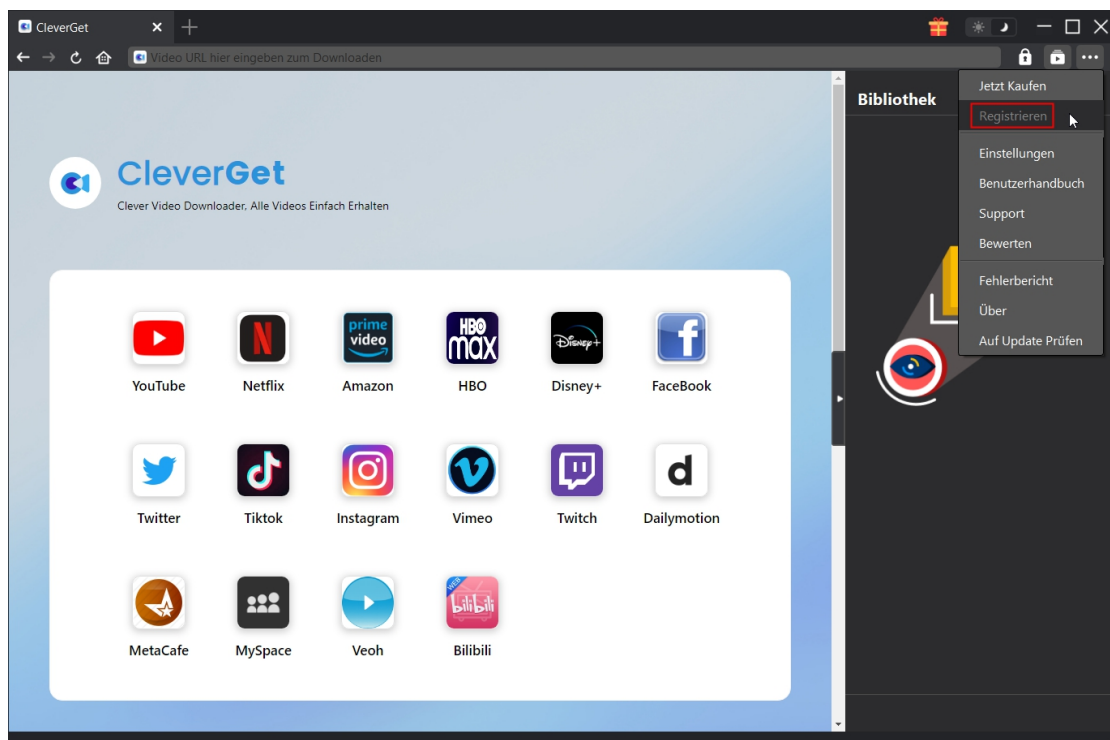 CleverGet
Video URL hier eingeben zum Downloaden
Bibliothek
Jetzt Kaufen
Registrieren
Einstellungen
Benutzerhandbuch
Support
Bewerten
Fehlerbericht
Über
Auf Update Prüfen
CleverGet
Clever Video Downloader, Alle Videos Einfach Erhalten
prime
video
HBO
max
Disney+
YouTube
Netflix
Amazon
HBO
Disney+
FaceBook
Twitter
Tiktok
Instagram
Vimeo
Twitch
Dailymotion
WEB
bilibili
MetaCafe
MySpace
Veoh
Bilibili